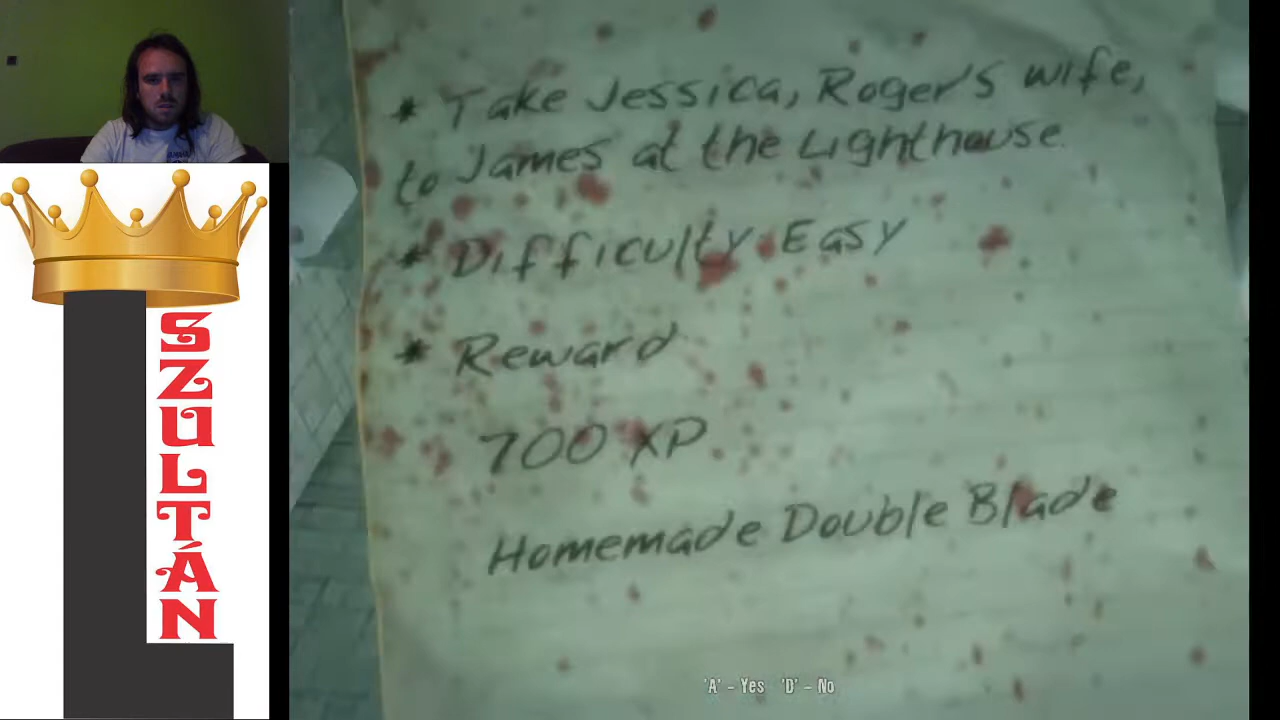 * Take Jessica, Roger's wife,
to James at the Lighthouse.
* Difficulty Easy
* Reward
700 XP
Homemade Double Blade
'A' - Yes 'D' - No
L
SZULTÁN